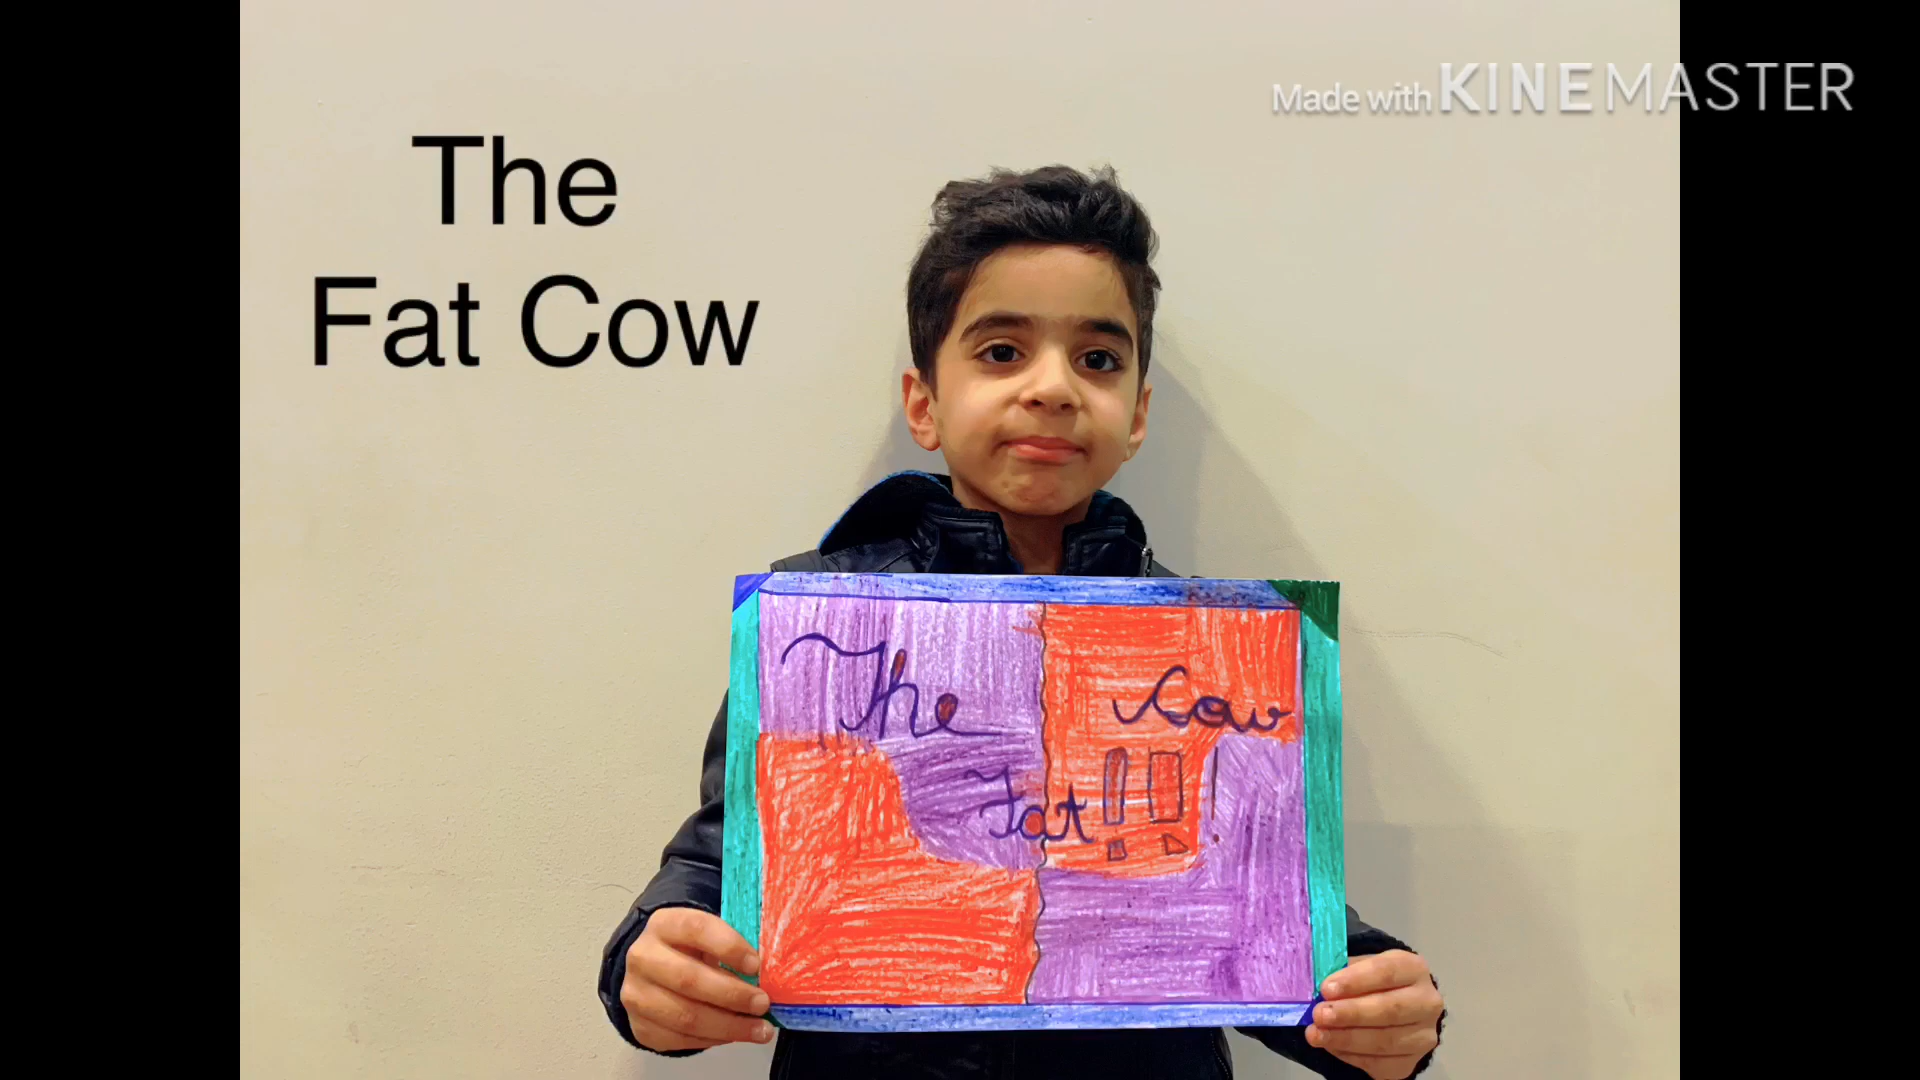 Made with KINEMASTER
The
Fat Cow
The Cow
Fat!!!